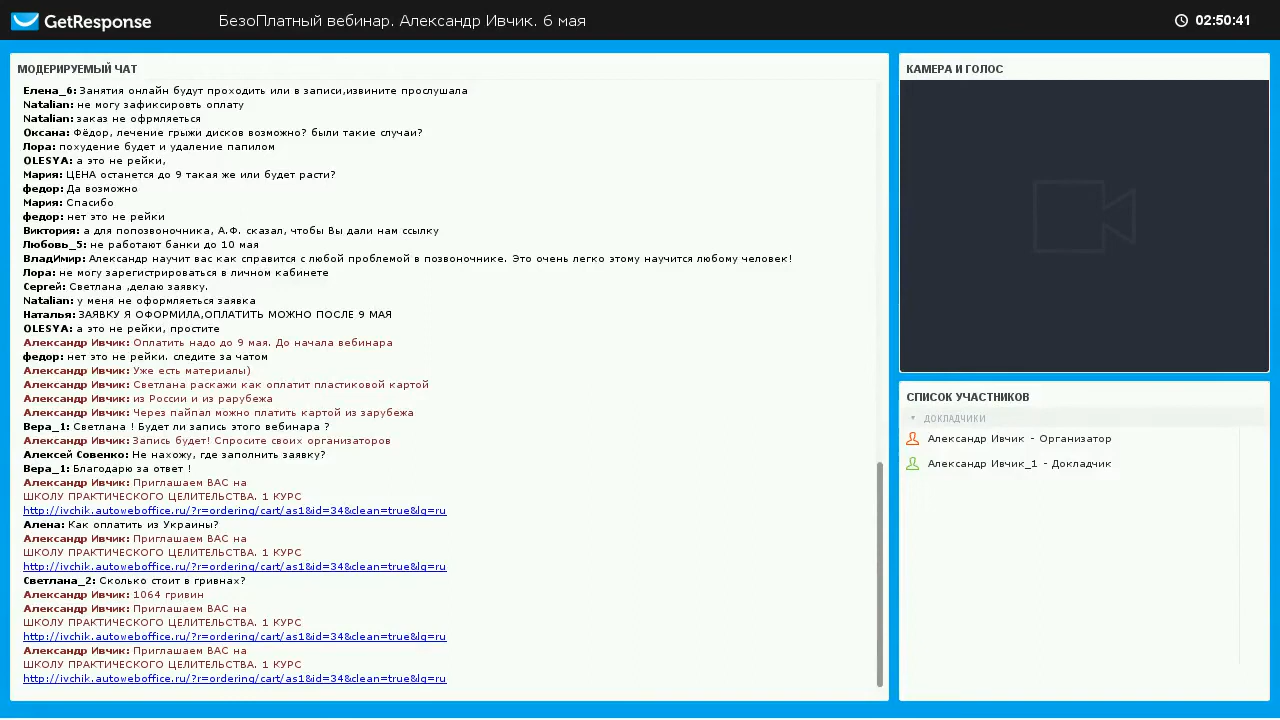 GetResponse
БезоПлатный вебинар. Александр Ивчик. 6 мая
02:50:41
МОДЕРИРУЕМЫЙ ЧАТ
Елена_6: Занятия онлайн будут проходить или в записи,извините прослушала
Natalian: не могу зафиксировть оплату
Natalian: заказ не офрмляеться
Оксана: Фёдор, лечение грыжи дисков возможно? были такие случаи?
Лора: похудение будет и удаление папилом
OLESYA: а это не рейки,
Мария: ЦЕНА останется до 9 такая же или будет расти?
федор: Да возможно
Мария: Спасибо
федор: нет это не рейки
Виктория: а для попозвоночника, А.Ф. сказал, чтобы Вы дали нам ссылку
Любовь_5: не работают банки до 10 мая
ВладИмир: Александр научит вас как справится с любой проблемой в позвоночнике. Это очень легко этому научится любому человек!
Лора: не могу зарегистрироваться в личном кабинете
Сергей: Светлана ,делаю заявку.
Natalian: у меня не оформляеться заявка
Наталья: ЗАЯВКУ Я ОФОРМИЛА,ОПЛАТИТЬ МОЖНО ПОСЛЕ 9 МАЯ
OLESYA: а это не рейки, простите
Александр Ивчик: Оплатить надо до 9 мая. До начала вебинара
федор: нет это не рейки. следите за чатом
Александр Ивчик: Уже есть материалы)
Александр Ивчик: Светлана раскажи как оплатит пластиковой картой
Александр Ивчик: из России и из рарубежа
Александр Ивчик: Через пайпал можно платить картой из зарубежа
Вера_1: Светлана ! Будет ли запись этого вебинара ?
Александр Ивчик: Запись будет! Спросите своих организаторов
Алексей Совенко: Не нахожу, где заполнить заявку?
Вера_1: Благодарю за ответ !
Александр Ивчик: Приглашаем ВАС на
ШКОЛУ ПРАКТИЧЕСКОГО ЦЕЛИТЕЛЬСТВА. 1 КУРС
http://ivchik.autoweboffice.ru/?r=ordering/cart/as1&id=34&clean=true&lg=ru
Алена: Как оплатить из Украины?
Александр Ивчик: Приглашаем ВАС на
ШКОЛУ ПРАКТИЧЕСКОГО ЦЕЛИТЕЛЬСТВА. 1 КУРС
http://ivchik.autoweboffice.ru/?r=ordering/cart/as1&id=34&clean=true&lg=ru
Светлана_2: Сколько стоит в гривнах?
Александр Ивчик: 1064 гривин
Александр Ивчик: Приглашаем ВАС на
ШКОЛУ ПРАКТИЧЕСКОГО ЦЕЛИТЕЛЬСТВА. 1 КУРС
http://ivchik.autoweboffice.ru/?r=ordering/cart/as1&id=34&clean=true&lg=ru
Александр Ивчик: Приглашаем ВАС на
ШКОЛУ ПРАКТИЧЕСКОГО ЦЕЛИТЕЛЬСТВА. 1 КУРС
http://ivchik.autoweboffice.ru/?r=ordering/cart/as1&id=34&clean=true&lg=ru
КАМЕРА И ГОЛОС
СПИСОК УЧАСТНИКОВ
ДОКЛАДЧИКИ
Александр Ивчик - Организатор
Александр Ивчик_1 - Докладчик